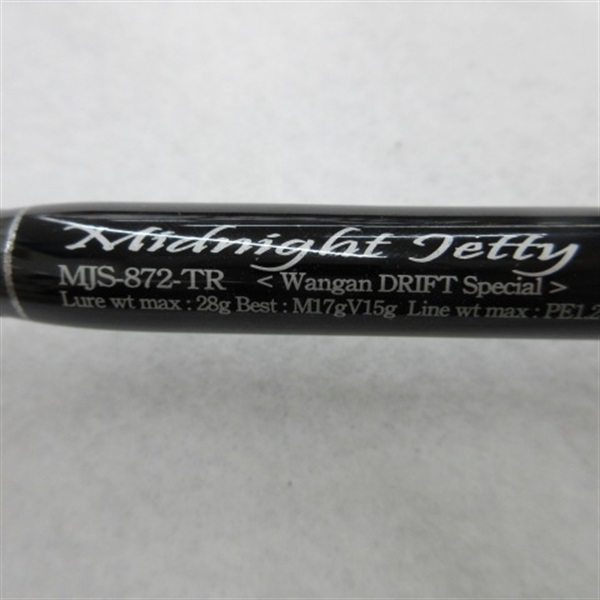 Midnight Jetty
MJS-872-TR < Wangan DRIFT Special >
Lure wt max : 28g Best : M17gV15g Line wt max : PE1.2